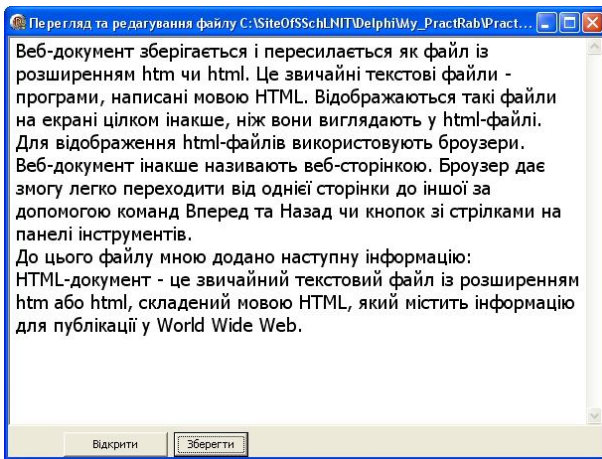 Перегляд та редагування файлу C:\SiteOfSSchLNIT\Delphi\My_PractRab\Pract...
Веб-документ зберігається і пересилається як файл із
розширенням htm чи html. Це звичайні текстові файли -
програми, написані мовою HTML. Відображаються такі файли
на екрані цілком інакше, ніж вони виглядають у html-файлі.
Для відображення html-файлів використовують броузери.
Веб-документ інакше називають веб-сторінкою. Броузер дає
змогу легко переходити від однієї сторінки до іншої за
допомогою команд Вперед та Назад чи кнопок зі стрілками на
панелі інструментів.
До цього файлу мною додано наступну інформацію:
HTML-документ - це звичайний текстовий файл із розширенням
htm або html, складений мовою HTML, який містить інформацію
для публікації у World Wide Web.
Відкрити Зберегти